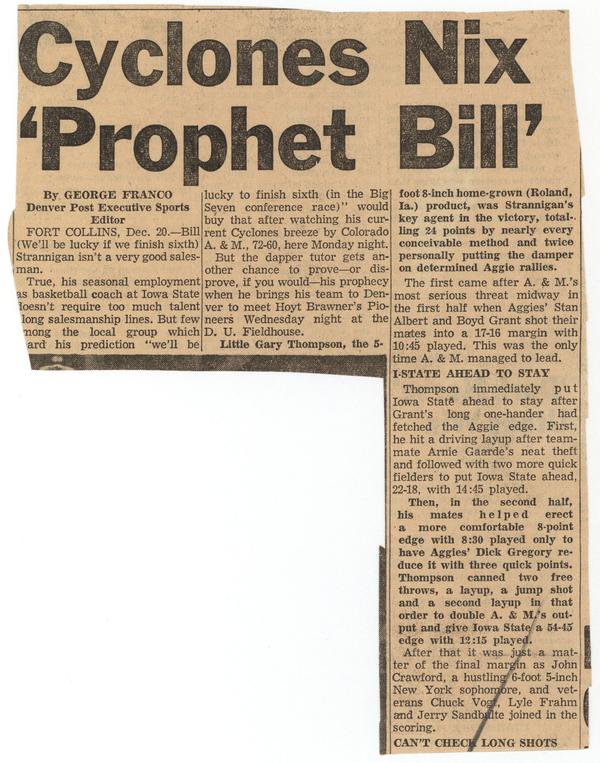 Cyclones Nix
‘Prophet Bill’
By GEORGE FRANCO
Denver Post Executive Sports
Editor
FORT COLLINS, Dec. 20.—Bill
(We'll be lucky if we finish sixth)
Strannigan isn't a very good sales-
man.
True, his seasonal employment
as basketball coach at Iowa State
doesn't require too much talent
along salesmanship lines. But few
among the local group which
heard his prediction "we'll be
lucky to finish sixth (in the Big
Seven conference race)" would
buy that after watching his cur-
rent Cyclones breeze by Colorado
A. & M., 72-60, here Monday night.
But the dapper tutor gets an-
other chance to prove—or dis-
prove, if you would—his prophecy
when he brings his team to Den-
ver to meet Hoyt Brawner's Pio-
neers Wednesday night at the
D. U. Fieldhouse.
Little Gary Thompson, the 5-
foot 8-inch home-grown (Roland,
Ia.) product, was Strannigan's
key agent in the victory, total-
ling 24 points by nearly every
conceivable method and twice
personally putting the damper
on determined Aggie rallies.
The first came after A. & M.'s
most serious threat midway in
the first half when Aggies' Stan
Albert and Boyd Grant shot their
mates into a 17-16 margin with
10:45 played. This was the only
time A. & M. managed to lead.
I-STATE AHEAD TO STAY
Thompson immediately put
Iowa State ahead to stay after
Grant's long one-hander had
fetched the Aggie edge. First,
he hit a driving layup after team-
mate Arnie Gaarde's neat theft
and followed with two more quick
fielders to put Iowa State ahead,
22-18, with 14:45 played.
Then, in the second half,
his mates helped erect
a more comfortable 8-point
edge with 8:30 played only to
have Aggies' Dick Gregory re-
duce it with three quick points.
Thompson canned two free
throws, a layup, a jump shot
and a second layup in that
order to double A. & M.'s out-
put and give Iowa State a 54-45
edge with 12:15 played.
After that it was just a mat-
ter of the final margin as John
Crawford, a hustling 6-foot 5-inch
New York sophomore, and vet-
erans Chuck Vogt, Lyle Frahm
and Jerry Sandbulte joined in the
scoring.
CAN'T CHECK LONG SHOTS